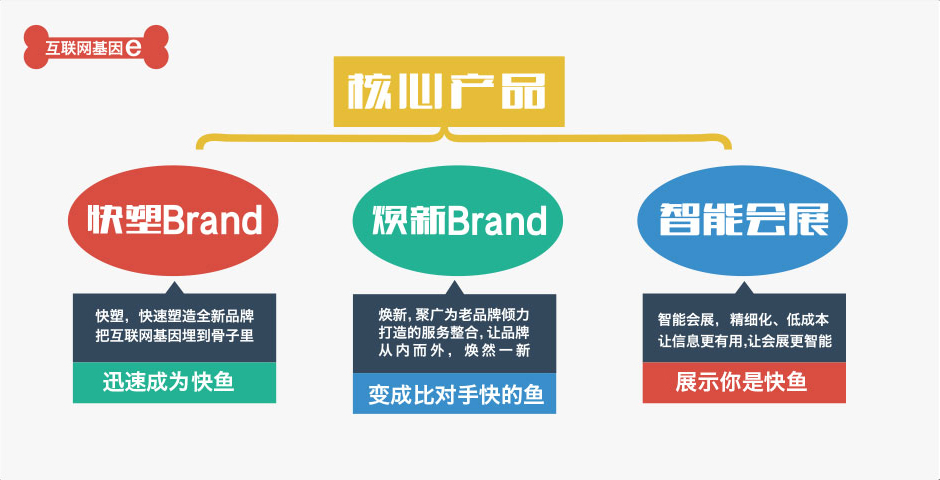 互联网基因e
核心产品
快塑Brand
焕新Brand
智能会展
快塑，快速塑造全新品牌
把互联网基因埋到骨子里
迅速成为快鱼
焕新，聚广为老品牌倾力
打造的服务整合，让品牌
从内而外，焕然一新
变成比对手快的鱼
智能会展，精细化、低成本
让信息更有用，让会展更智能
展示你是快鱼